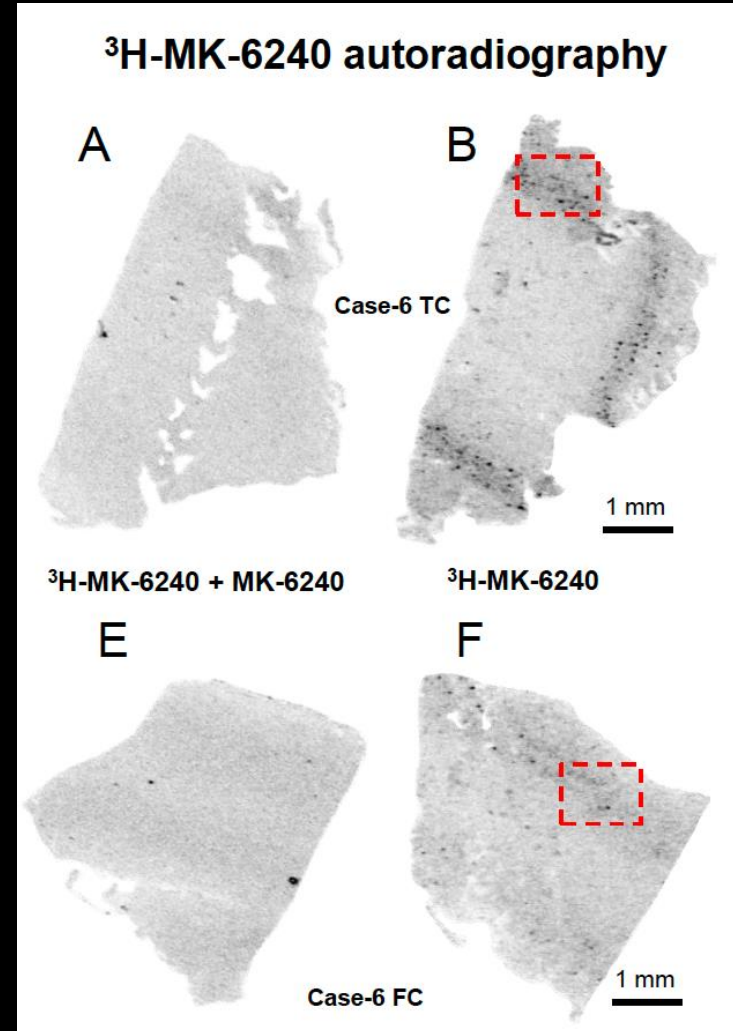 ³H-MK-6240 autoradiography
A
B
Case-6 TC
1 mm
³H-MK-6240 + MK-6240
³H-MK-6240
E
F
1 mm
Case-6 FC